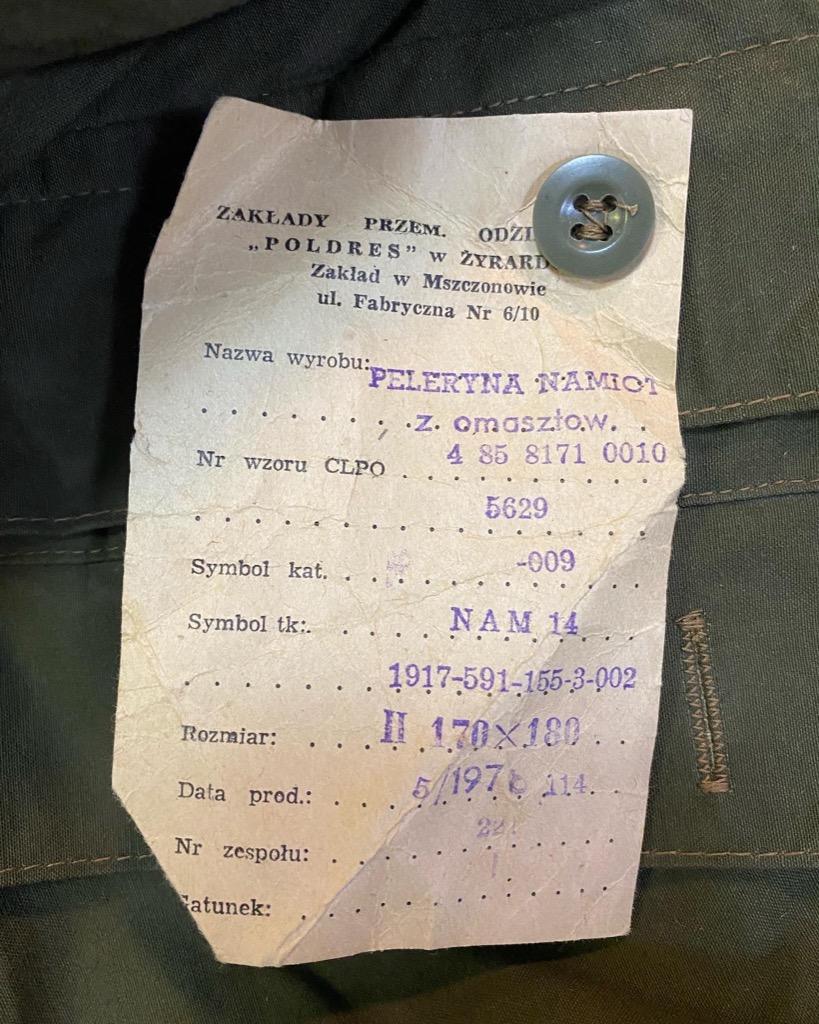 ZAKŁADY PRZEM. ODZI
„POLDRES” w ŻYRARD
Zakład w Mszczonowie
ul. Fabryczna Nr 6/10
Nazwa wyrobu: PELERYNA NAMIOT
z. omasztow.
Nr wzoru CLPO 4 85 8171 0010
5629
Symbol kat. -009
Symbol tk: NAM 14
1917-591-155-3-002
Rozmiar: II 170×180
Data prod.: 114
Nr zespołu:
atunek: